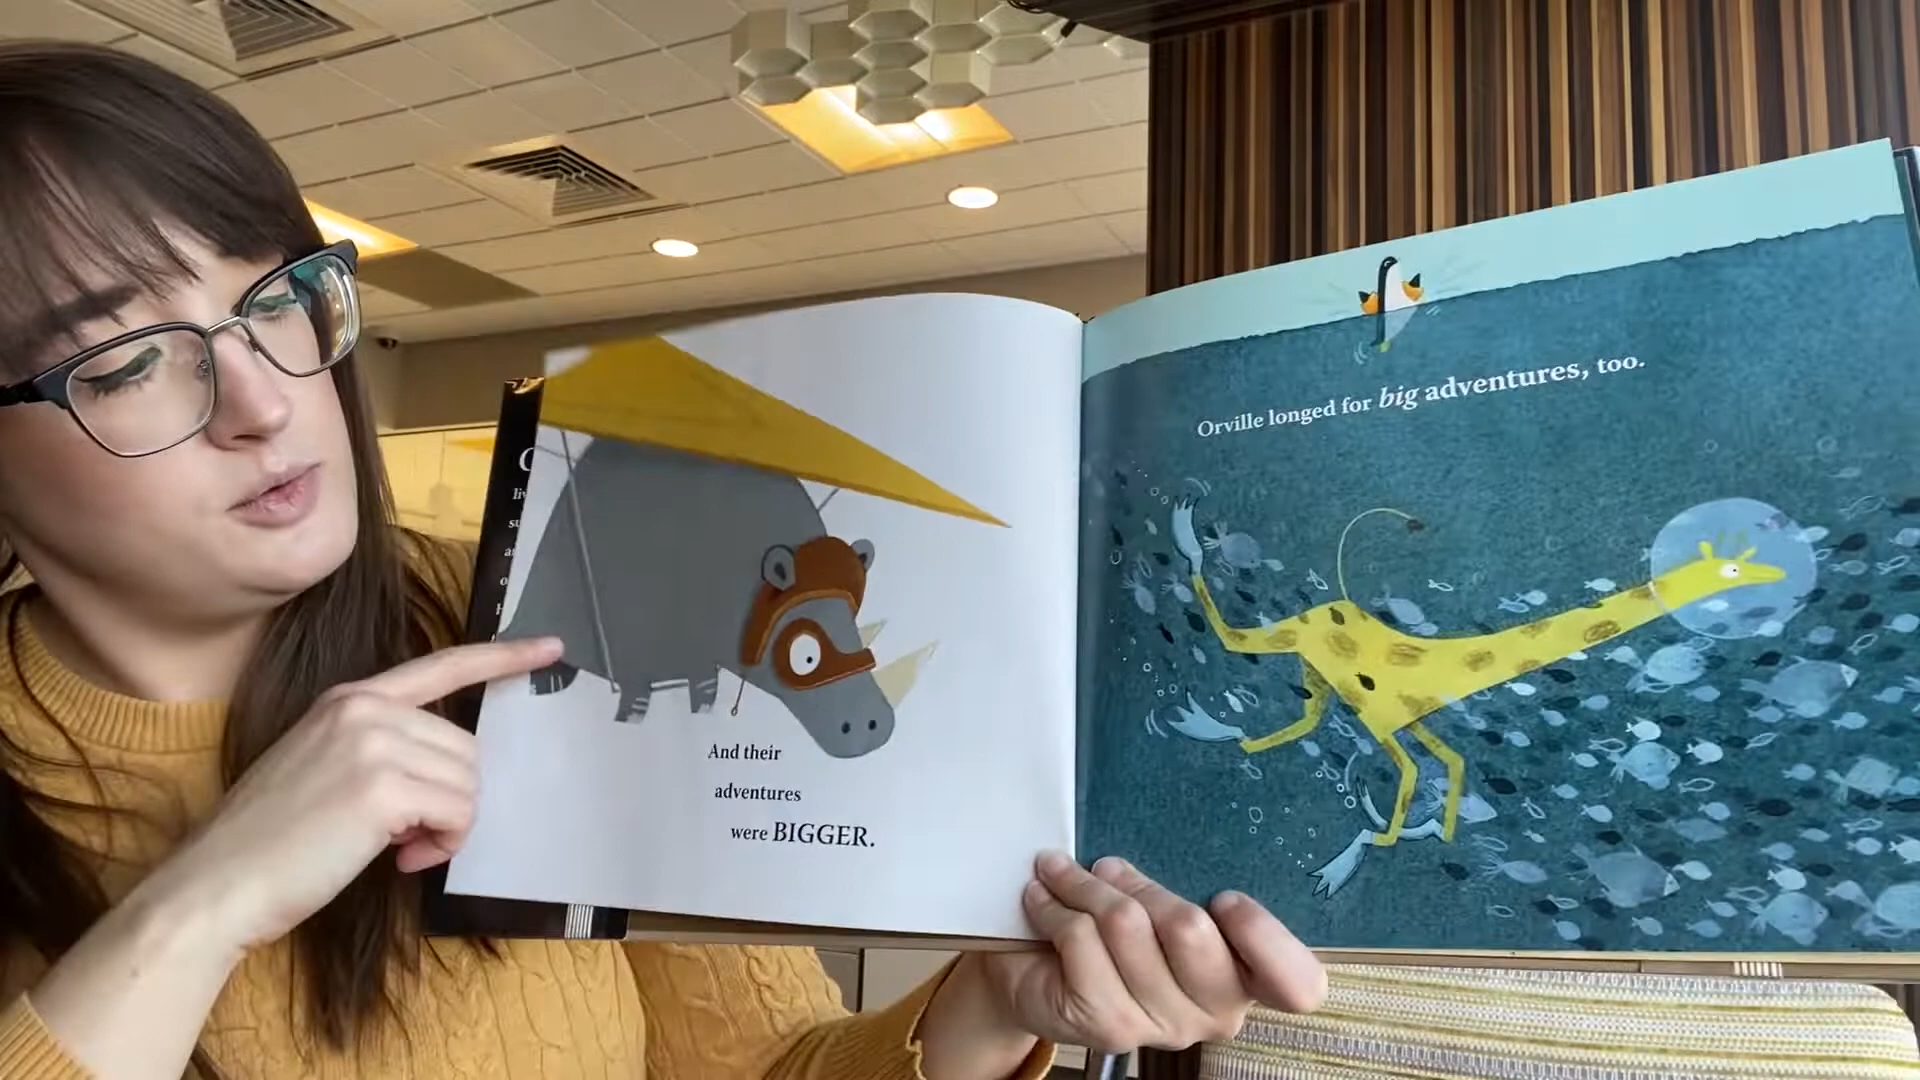 And their
adventures
were BIGGER.
Orville longed for big adventures, too.